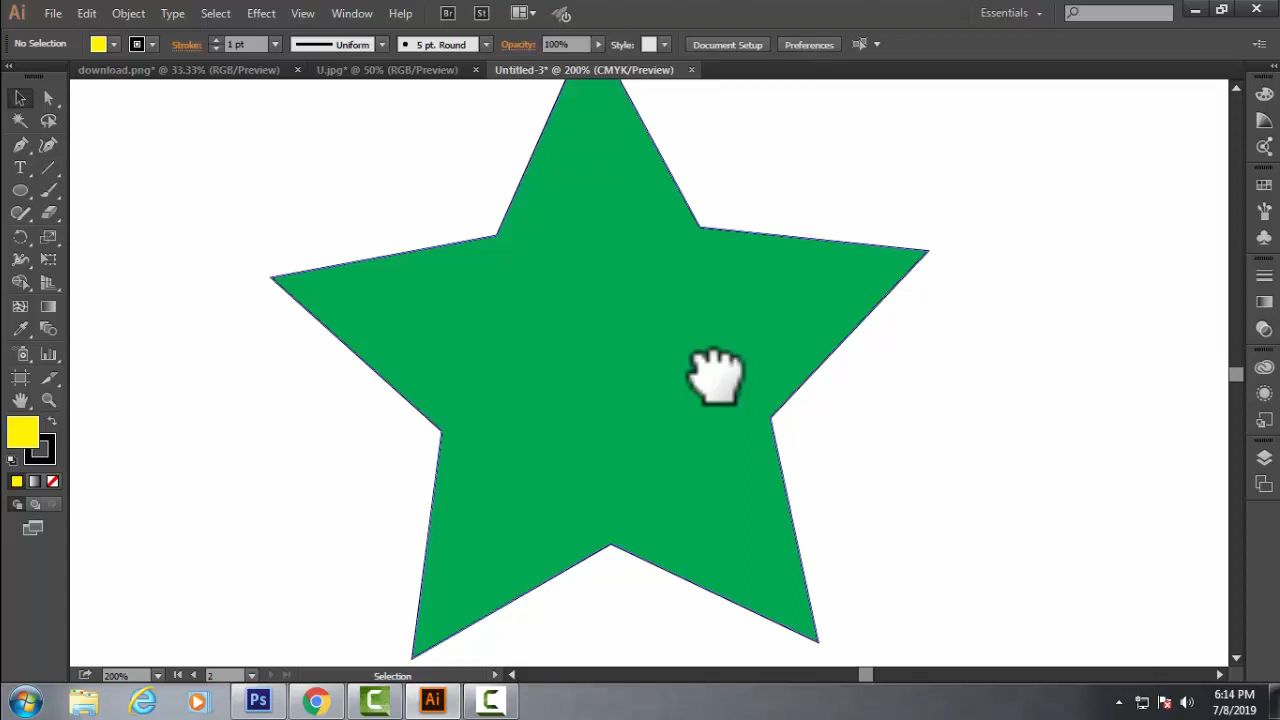 Ai File Edit Object Type Select Effect View Window Help Br St Essentials
No Selection Stroke: 1 pt Uniform 5 pt. Round Opacity: 100% Style: Document Setup Preferences
download.png* @ 33.33% (RGB/Preview) × U.jpg* @ 50% (RGB/Preview) × Untitled-3* @ 200% (CMYK/Preview) ×
T
200% 2 Selection
Ps Ai
6:14 PM
7/8/2019